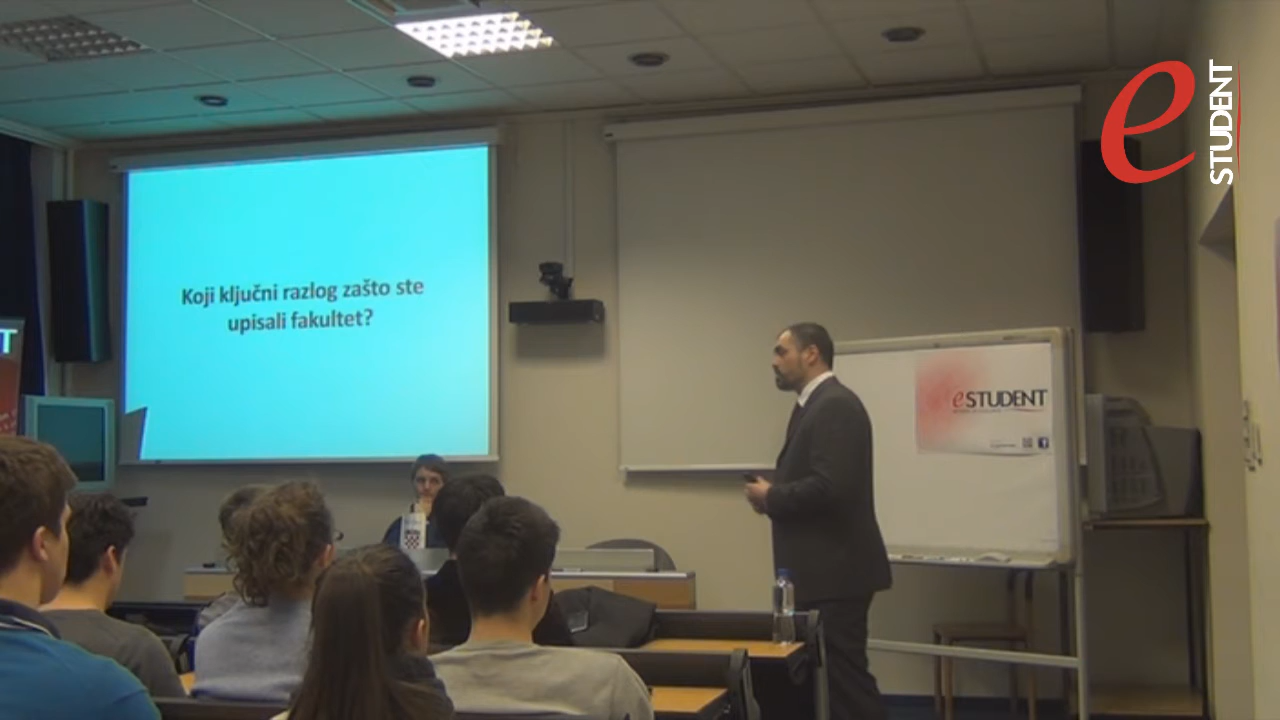 Koji ključni razlog zašto ste
upisali fakultet?
e STUDENT
eSTUDENT
T